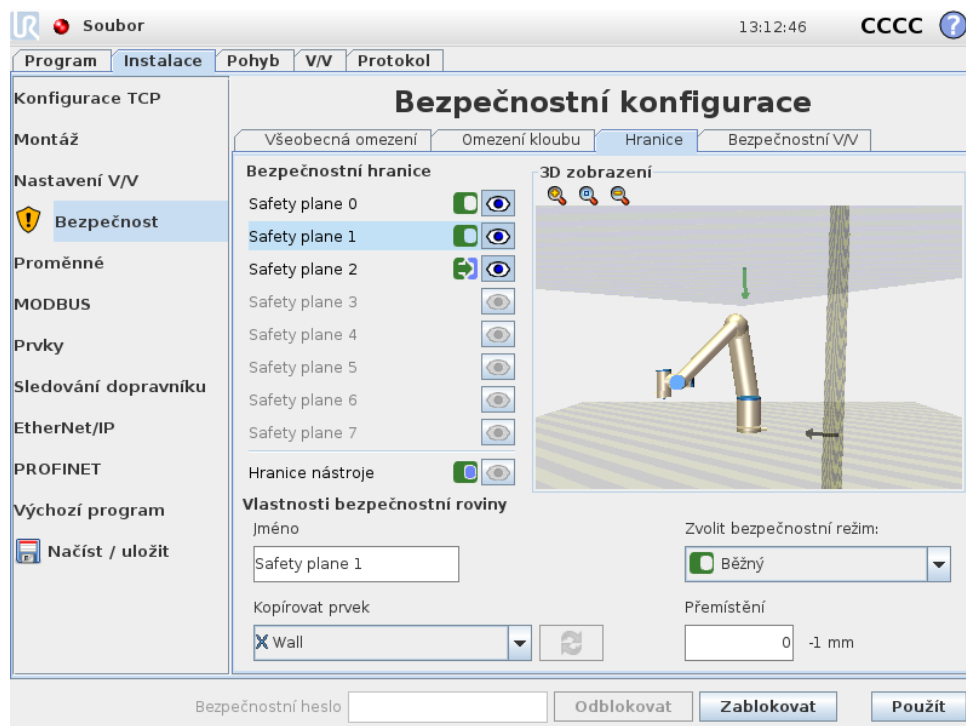 UR Soubor 13:12:46 CCCC ?
Program Instalace Pohyb V/V Protokol
Konfigurace TCP
Montáž
Nastavení V/V
Bezpečnost
Proměnné
MODBUS
Prvky
Sledování dopravníku
EtherNet/IP
PROFINET
Výchozí program
Načíst / uložit
Bezpečnostní konfigurace
Všeobecná omezení Omezení kloubu Hranice Bezpečnostní V/V
Bezpečnostní hranice
Safety plane 0
Safety plane 1
Safety plane 2
Safety plane 3
Safety plane 4
Safety plane 5
Safety plane 6
Safety plane 7
Hranice nástroje
3D zobrazení
Vlastnosti bezpečnostní roviny
Jméno
Safety plane 1
Zvolit bezpečnostní režim:
Běžný
Kopírovat prvek
Wall
Přemístění
0 -1 mm
Bezpečnostní heslo Odblokovat Zablokovat Použít